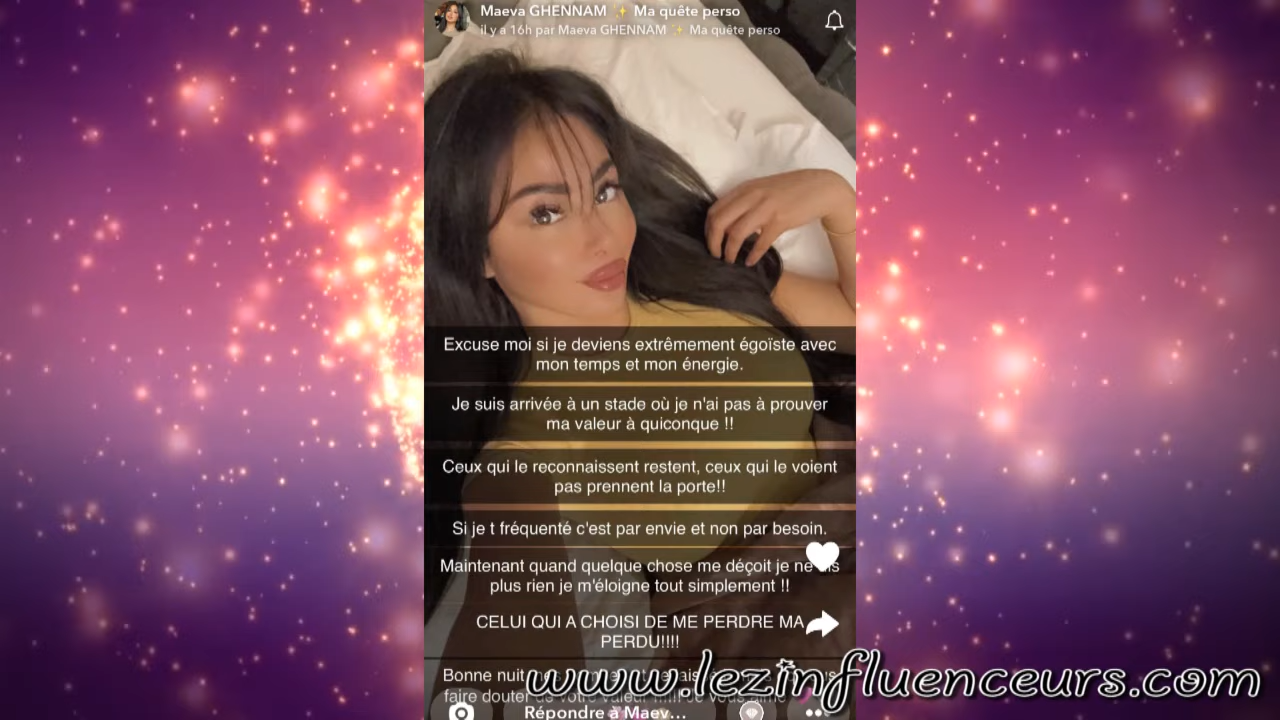 Maeva GHENNAM ✨ Ma quête perso
il y a 16h par Maeva GHENNAM ✨ Ma quête perso
Excuse moi si je deviens extrêmement égoïste avec
mon temps et mon énergie.
Je suis arrivée à un stade où je n'ai pas à prouver
ma valeur à quiconque !!
Ceux qui le reconnaissent restent, ceux qui le voient
pas prennent la porte!!
Si je t fréquenté c'est par envie et non par besoin.
Maintenant quand quelque chose me déçoit je ne dis
plus rien je m'éloigne tout simplement !!
CELUI QUI A CHOISI DE ME PERDRE MA
PERDU!!!!
Bonne nuit
faire douter de votre valeur !!!!! Je vous aime
www.lezinfluenceurs.com
Répondre à Maev...